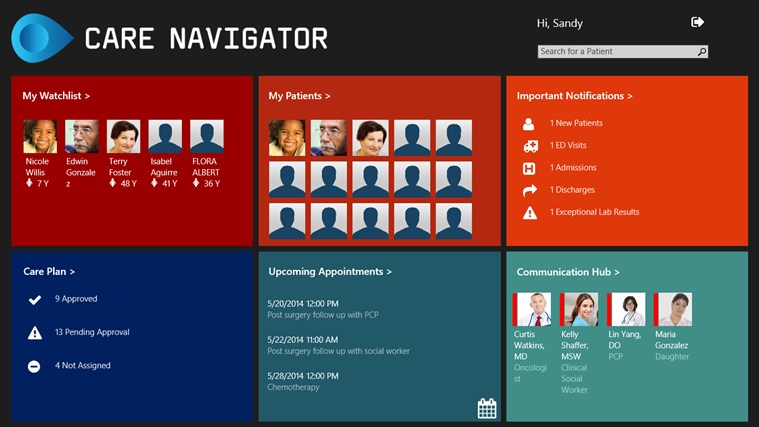 CARE NAVIGATOR
Hi, Sandy
Search for a Patient
My Watchlist >
Nicole
Willis
7 Y
Edwin
Gonzale
z
Terry
Foster
48 Y
Isabel
Aguirre
41 Y
FLORA
ALBERT
36 Y
My Patients >
Important Notifications >
1 New Patients
1 ED Visits
H
1 Admissions
1 Discharges
1 Exceptional Lab Results
Care Plan >
9 Approved
13 Pending Approval
4 Not Assigned
Upcoming Appointments >
5/20/2014 12:00 PM
Post surgery follow up with PCP
5/22/2014 11:00 AM
Post surgery follow up with social worker
5/28/2014 12:00 PM
Chemotherapy
Communication Hub >
Curtis
Watkins,
MD
Oncologi
st
Kelly
Shaffer,
MSW
Clinical
Social
Worker
Lin Yang,
DO
PCP
Maria
Gonzalez
Daughter